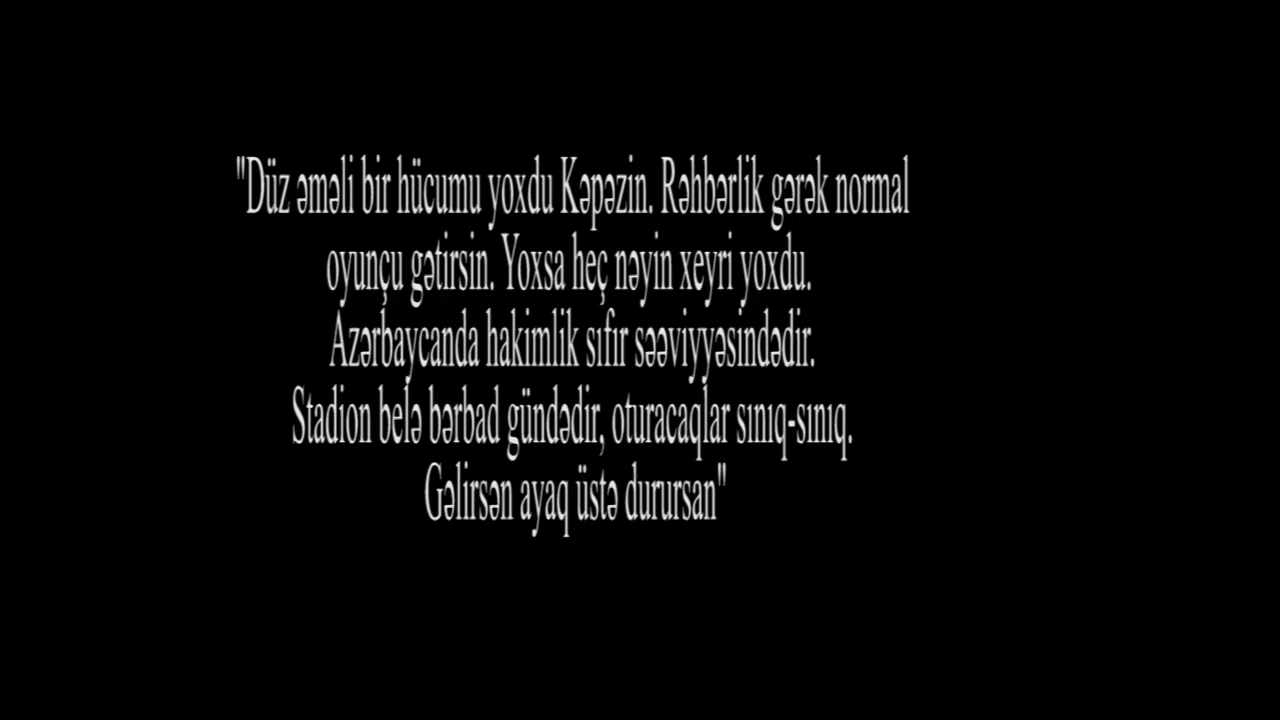 "Düz əməli bir hücumu yoxdu Kəpəzin. Rəhbərlik gərək normal
oyunçu gətirsin. Yoxsa heç nəyin xeyri yoxdu.
Azərbaycanda hakimlik sıfır səəviyyəsindədir.
Stadion belə bərbad gündədir, oturacaqlar sınıq-sınıq.
Gəlirsən ayaq üstə durursan"